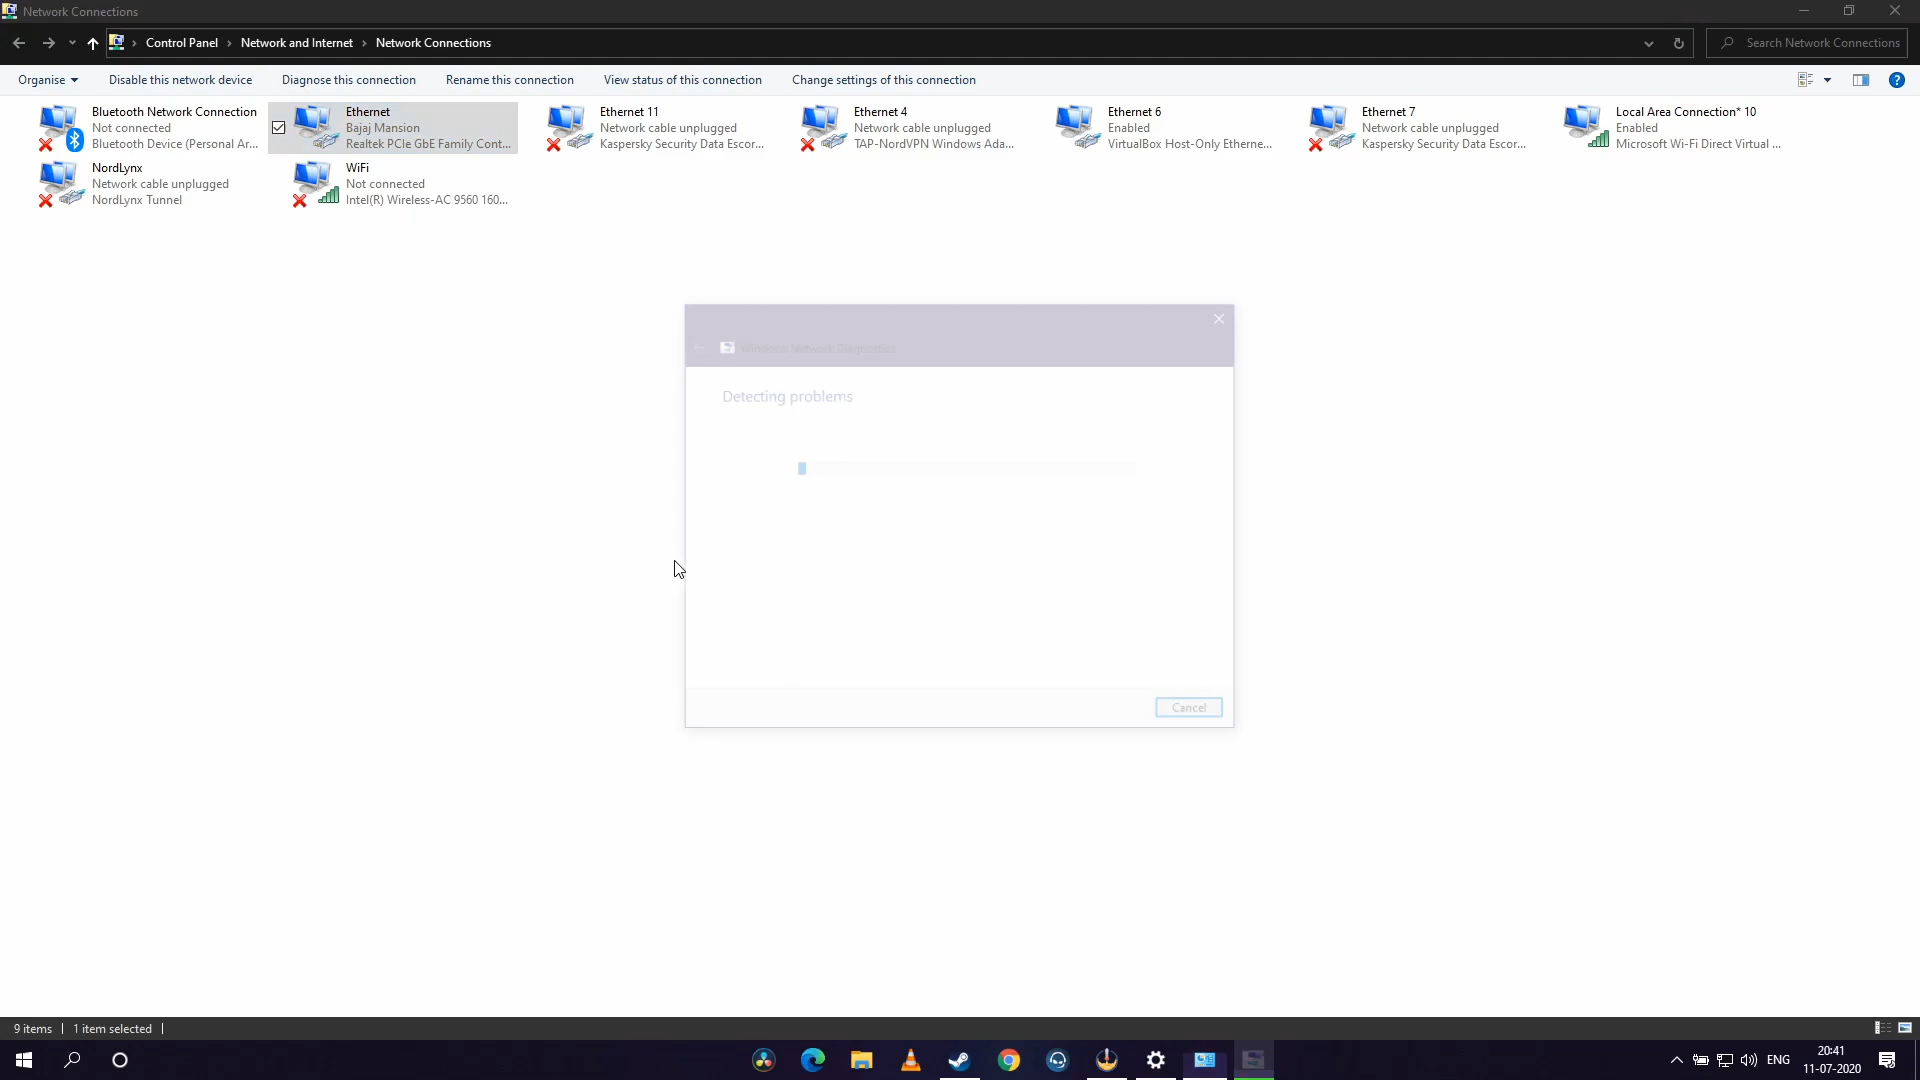 Network Connections
Control Panel › Network and Internet › Network Connections
Search Network Connections
Organise
Disable this network device
Diagnose this connection
Rename this connection
View status of this connection
Change settings of this connection
Bluetooth Network Connection
Not connected
Bluetooth Device (Personal Ar...
Ethernet
Bajaj Mansion
Realtek PCIe GbE Family Cont...
Ethernet 11
Network cable unplugged
Kaspersky Security Data Escor...
Ethernet 4
Network cable unplugged
TAP-NordVPN Windows Ada...
Ethernet 6
Enabled
VirtualBox Host-Only Etherne...
Ethernet 7
Network cable unplugged
Kaspersky Security Data Escor...
Local Area Connection* 10
Enabled
Microsoft Wi-Fi Direct Virtual ...
NordLynx
Network cable unplugged
NordLynx Tunnel
WiFi
Not connected
Intel(R) Wireless-AC 9560 160...
Windows Network Diagnostics
Detecting problems
Cancel
9 items
1 item selected
ENG
20:41
11-07-2020